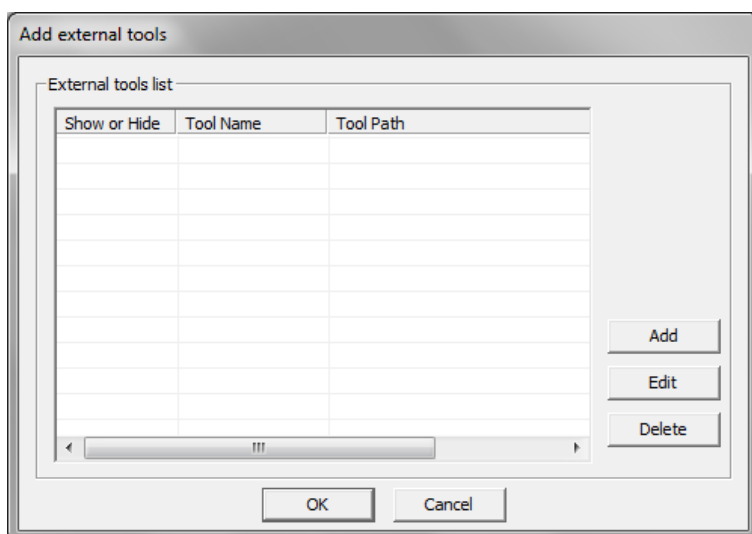 Add external tools
External tools list
Show or Hide Tool Name Tool Path
Add
Edit
Delete
OK Cancel